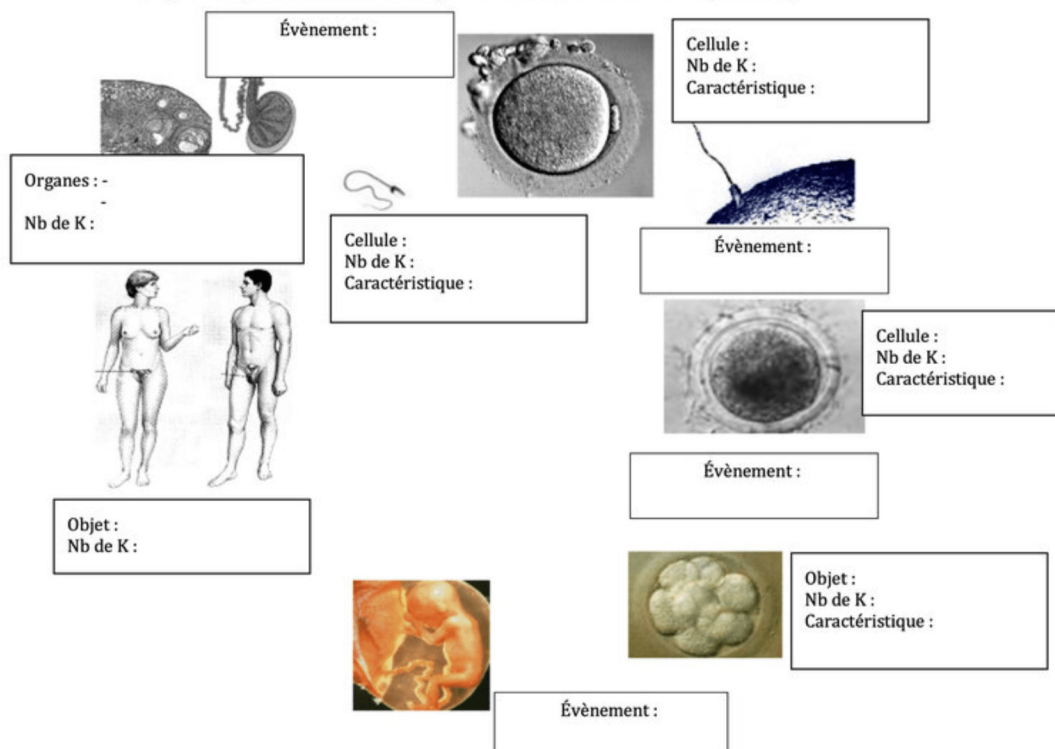 Évènement :
Cellule :
Nb de K :
Caractéristique :
Organes : -
-
Nb de K :
Cellule :
Nb de K :
Caractéristique :
Évènement :
Cellule :
Nb de K :
Caractéristique :
Évènement :
Objet :
Nb de K :
Objet :
Nb de K :
Caractéristique :
Évènement :